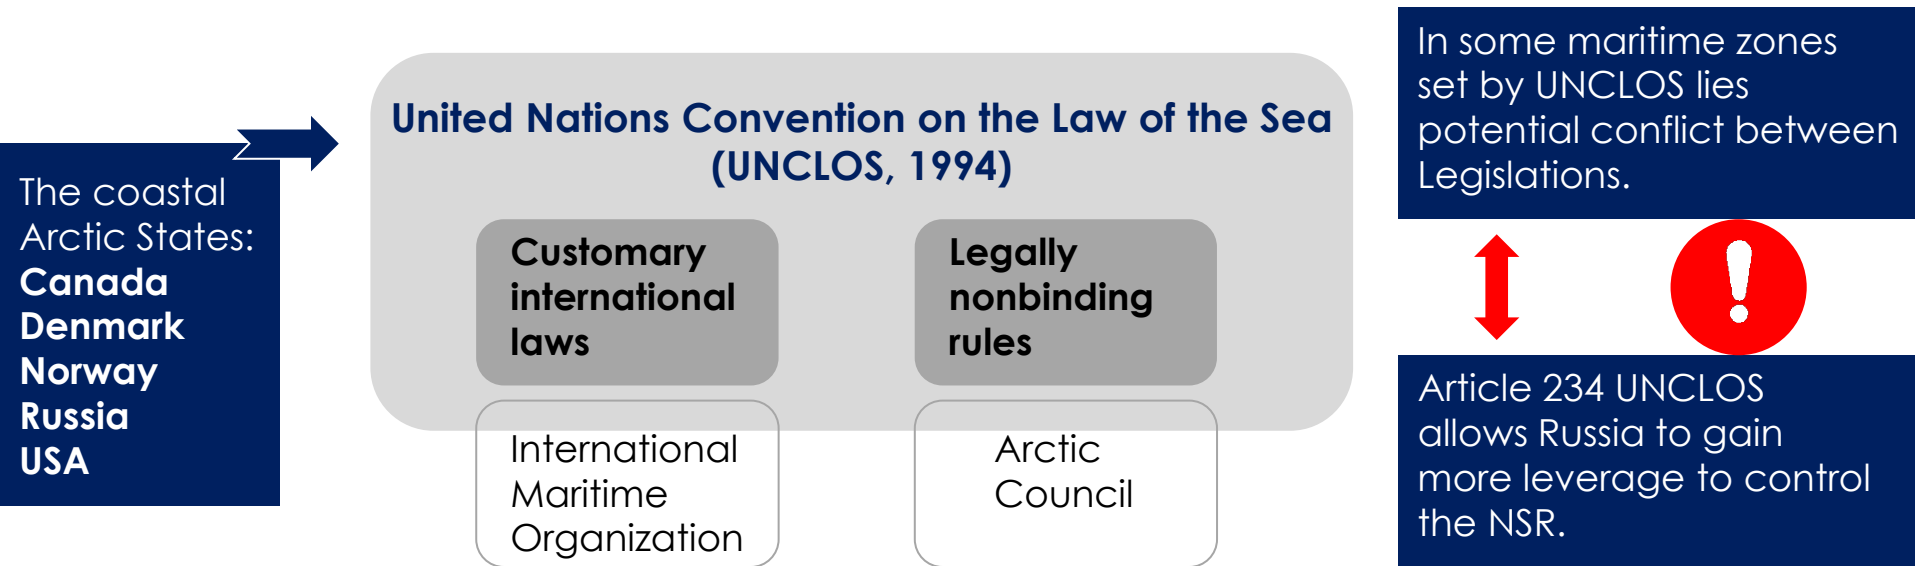 The coastal
Arctic States:
Canada
Denmark
Norway
Russia
USA
United Nations Convention on the Law of the Sea
(UNCLOS, 1994)
Customary
international
laws
Legally
nonbinding
rules
International
Maritime
Organization
Arctic
Council
In some maritime zones
set by UNCLOS lies
potential conflict between
Legislations.
Article 234 UNCLOS
allows Russia to gain
more leverage to control
the NSR.